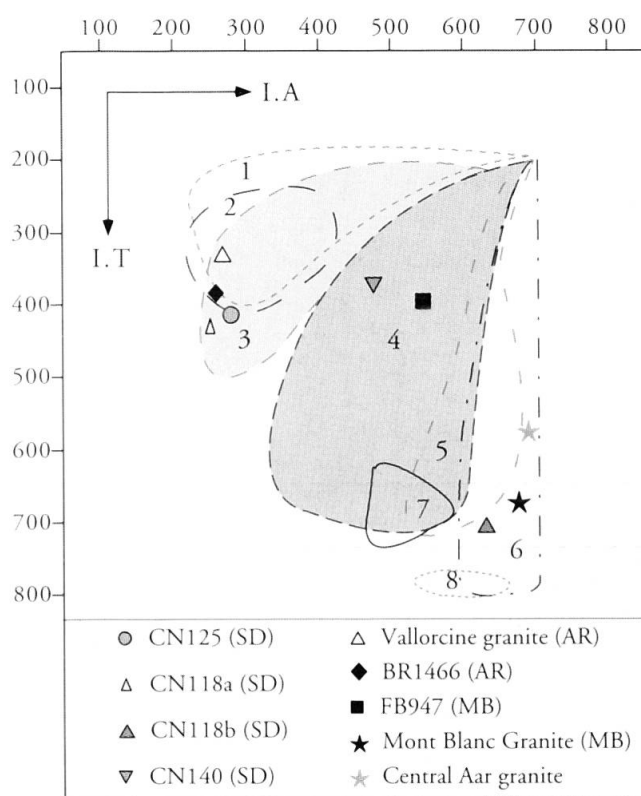 100 200 300 400 500 600 700 800
100
I.A
200
1
2
300
I.T
400
3
4
500
600
5
7
700
6
8
800
CN125 (SD)
Vallorcine granite (AR)
CN118a (SD)
BR1466 (AR)
CN118b (SD)
FB947 (MB)
Mont Blanc Granite (MB)
CN140 (SD)
Central Aar granite